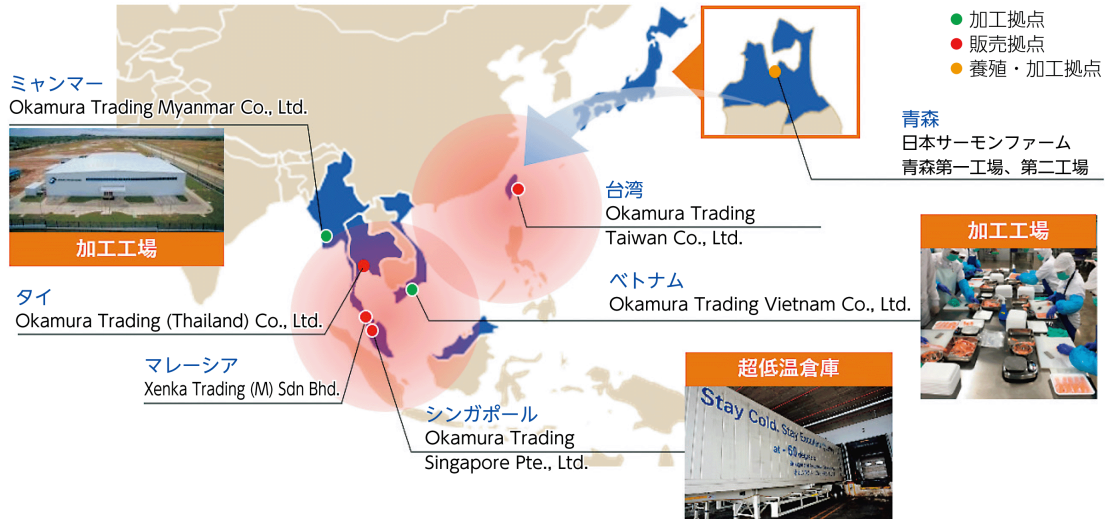 加工拠点
販売拠点
養殖・加工拠点
ミャンマー
Okamura Trading Myanmar Co., Ltd.
加工工場
青森
日本サーモンファーム
青森第一工場、第二工場
台湾
Okamura Trading
Taiwan Co., Ltd.
加工工場
ベトナム
Okamura Trading Vietnam Co., Ltd.
タイ
Okamura Trading (Thailand) Co., Ltd.
マレーシア
Xenka Trading (M) Sdn Bhd.
シンガポール
Okamura Trading
Singapore Pte., Ltd.
超低温倉庫
Stay Cold. Stay
at -60